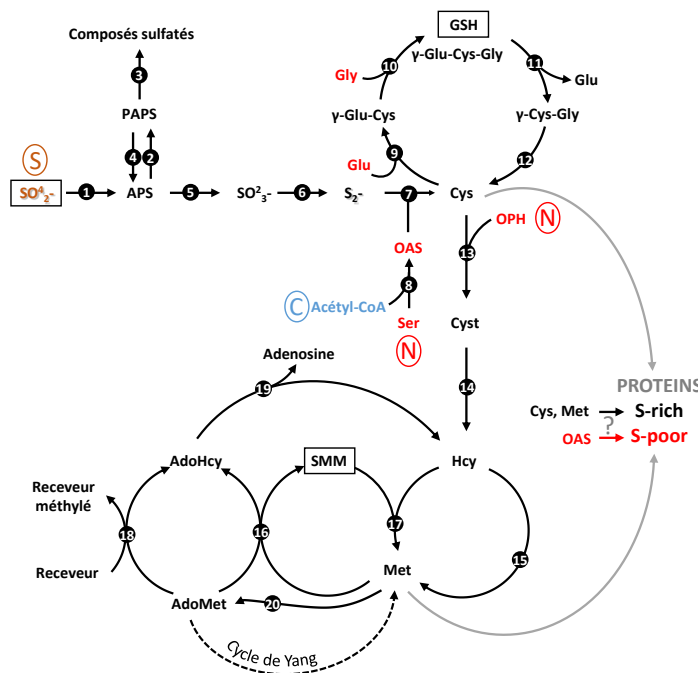 GSH
Composés sulfatés
γ-Glu-Cys-Gly
10
11
3
Gly
Glu
PAPS
γ-Glu-Cys
γ-Cys-Gly
4
2
9
12
S
Glu
SO⁴₂-
1
APS
5
SO²₃-
6
S₂-
7
Cys
OPH
N
OAS
13
8
C
Acétyl-CoA
Ser
Cyst
N
Adenosine
19
14
PROTEINS
Cys, Met
S-rich
?
OAS
S-poor
AdoHcy
SMM
Hcy
Receveur
méthylé
17
18
16
15
Receveur
Met
AdoMet
20
Cycle de Yang